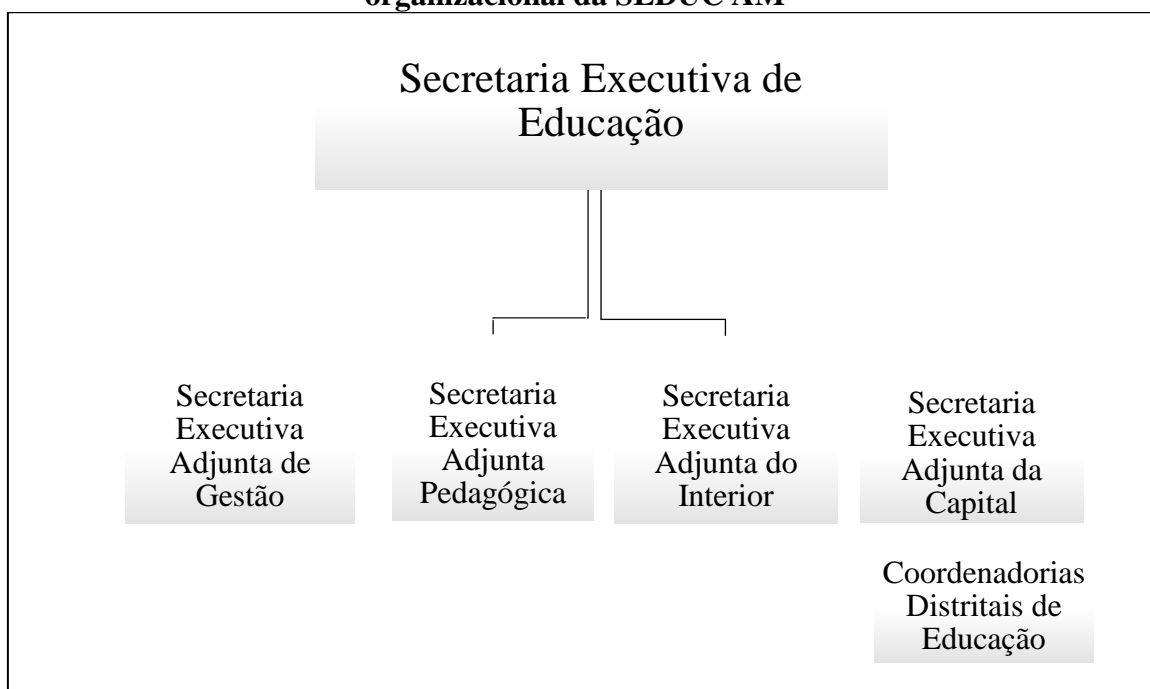 organizacional da SEDUC AM
Secretaria Executiva de
Educação
Secretaria
Executiva
Adjunta de
Gestão
Secretaria
Executiva
Adjunta
Pedagógica
Secretaria
Executiva
Adjunta do
Interior
Secretaria
Executiva
Adjunta da
Capital
Coordenadorias
Distritais de
Educação